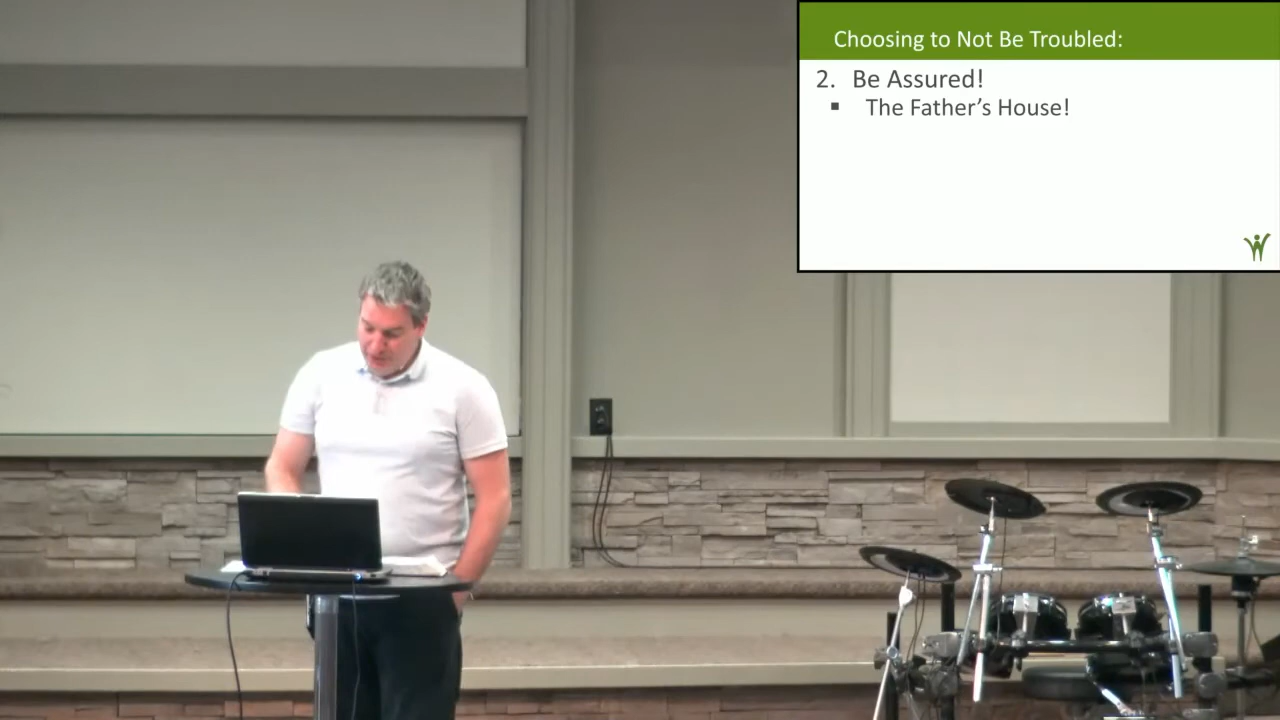 Choosing to Not Be Troubled:
2. Be Assured!
▪ The Father's House!